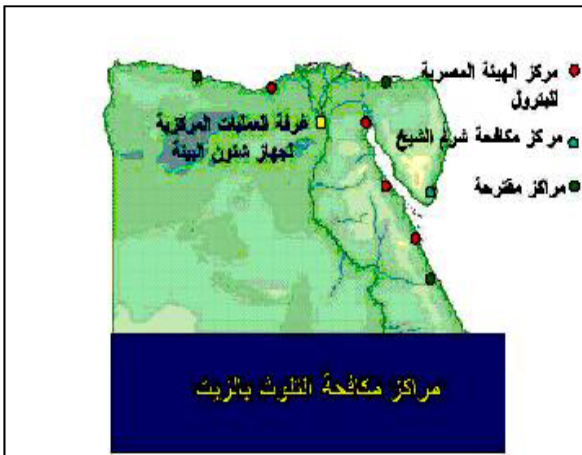 مركز الهيئة المصرية
للبترول
غرفة العمليات المركزية
لجهاز شئون البيئة
مركز مكافحة شرم الشيخ
مراكز مقترحة
مراكز مكافحة التلوث بالزيت